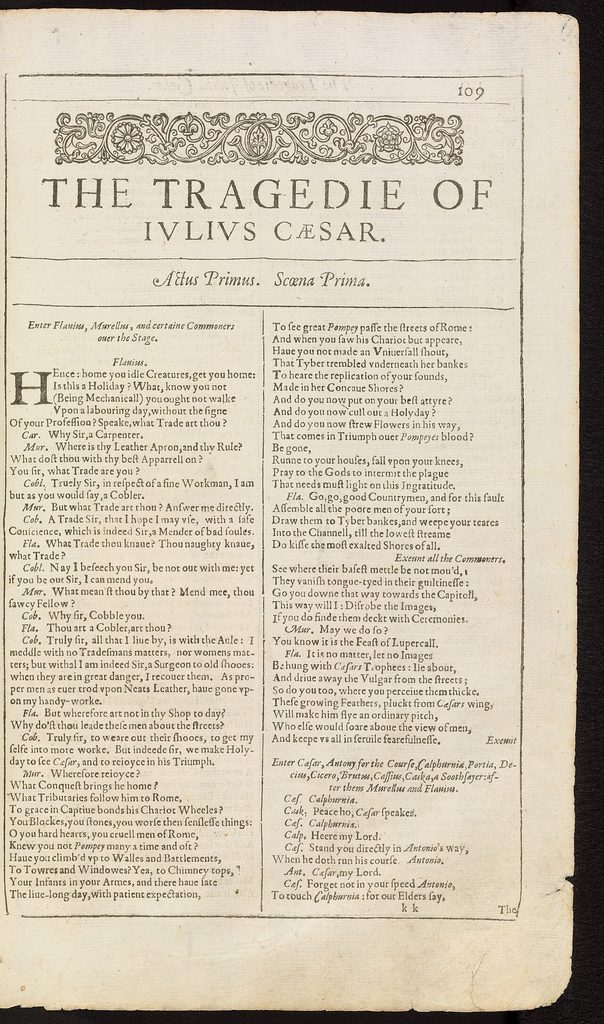 109
THE TRAGEDIE OF
IVLIVS CÆSAR.
Actus Primus. Scœna Prima.
Enter Flauius, Murellus, and certaine Commoners
ouer the Stage.
Flauius.
HEnce: home you idle Creatures, get you home:
Is this a Holiday? What, know you not
(Being Mechanicall) you ought not walke
Vpon a labouring day, without the signe
Of your Profession? Speake, what Trade art thou?
Car. Why Sir, a Carpenter.
Mur. Where is thy Leather Apron, and thy Rule?
What dost thou with thy best Apparrell on?
You sir, what Trade are you?
Cobl. Truely Sir, in respect of a fine Workman, I am
but as you would say, a Cobler.
Mur. But what Trade art thou? Answer me directly.
Cob. A Trade Sir, that I hope I may vse, with a safe
Conscience, which is indeed Sir, a Mender of bad soules.
Fla. What Trade thou knaue? Thou naughty knaue,
what Trade?
Cobl. Nay I beseech you Sir, be not out with me: yet
if you be out Sir, I can mend you.
Mur. What mean'st thou by that? Mend mee, thou
sawcy Fellow?
Cob. Why sir, Cobble you.
Fla. Thou art a Cobler, art thou?
Cob. Truly sir, all that I liue by, is with the Aule: I
meddle with no Tradesmans matters, nor womens mat-
ters; but withal I am indeed Sir, a Surgeon to old shooes:
when they are in great danger, I recouer them. As pro-
per men as euer trod vpon Neats Leather, haue gone vp-
on my handy-worke.
Fla. But wherefore art not in thy Shop to day?
Why do'st thou leade these men about the streets?
Cob. Truly sir, to weare out their shooes, to get my
selfe into more worke. But indeede sir, we make Holy-
day to see Cæsar, and to reioyce in his Triumph.
Mur. Wherefore reioyce?
What Conquest brings he home?
What Tributaries follow him to Rome,
To grace in Captiue bonds his Chariot Wheeles?
You Blockes, you stones, you worse then senslesse things:
O you hard hearts, you cruell men of Rome,
Knew you not Pompey many a time and oft?
Haue you climb'd vp to Walles and Battlements,
To Towres and Windowes? Yea, to Chimney tops,
Your Infants in your Armes, and there haue sate
The liue-long day, with patient expectation,
To see great Pompey passe the streets of Rome:
And when you saw his Chariot but appeare,
Haue you not made an Vniuersall shout,
That Tyber trembled vnderneath her bankes
To heare the replication of your sounds,
Made in her Concaue Shores?
And do you now put on your best attyre?
And do you now cull out a Holyday?
And do you now strew Flowers in his way,
That comes in Triumph ouer Pompeyes blood?
Be gone,
Runne to your houses, fall vpon your knees,
Pray to the Gods to intermit the plague
That needs must light on this Ingratitude.
Fla. Go, go, good Countrymen, and for this fault
Assemble all the poore men of your sort;
Draw them to Tyber bankes, and weepe your teares
Into the Channell, till the lowest streame
Do kisse the most exalted Shores of all.
Exeunt all the Commoners.
See where their basest mettle be not mou'd,
They vanish tongue-tyed in their guiltinesse:
Go you downe that way towards the Capitoll,
This way will I: Disrobe the Images,
If you do finde them deckt with Ceremonies.
Mur. May we do so?
You know it is the Feast of Lupercall.
Fla. It is no matter, let no Images
Be hung with Cæsars Trophees: Ile about,
And driue away the Vulgar from the streets;
So do you too, where you perceiue them thicke.
These growing Feathers, pluckt from Cæsars wing,
Will make him flye an ordinary pitch,
Who else would soare aboue the view of men,
And keepe vs all in seruile fearefulnesse. Exeunt
Enter Cæsar, Antony for the Course, Calphurnia, Portia, De-
cius, Cicero, Brutus, Cassius, Caska, a Soothsayer: af-
ter them Murellus and Flauius.
Cæs. Calphurnia.
Cask. Peace ho, Cæsar speakes.
Cæs. Calphurnia.
Calp. Heere my Lord.
Cæs. Stand you directly in Antonio's way,
When he doth run his course. Antonio.
Ant. Cæsar, my Lord.
Cæs. Forget not in your speed Antonio,
To touch Calphurnia: for our Elders say,
k k The